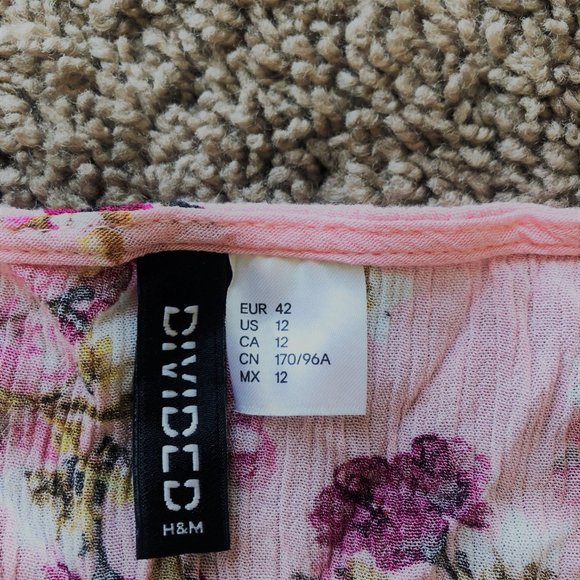 DIVIDED
H&M
EUR 42
US 12
CA 12
CN 170/96A
MX 12